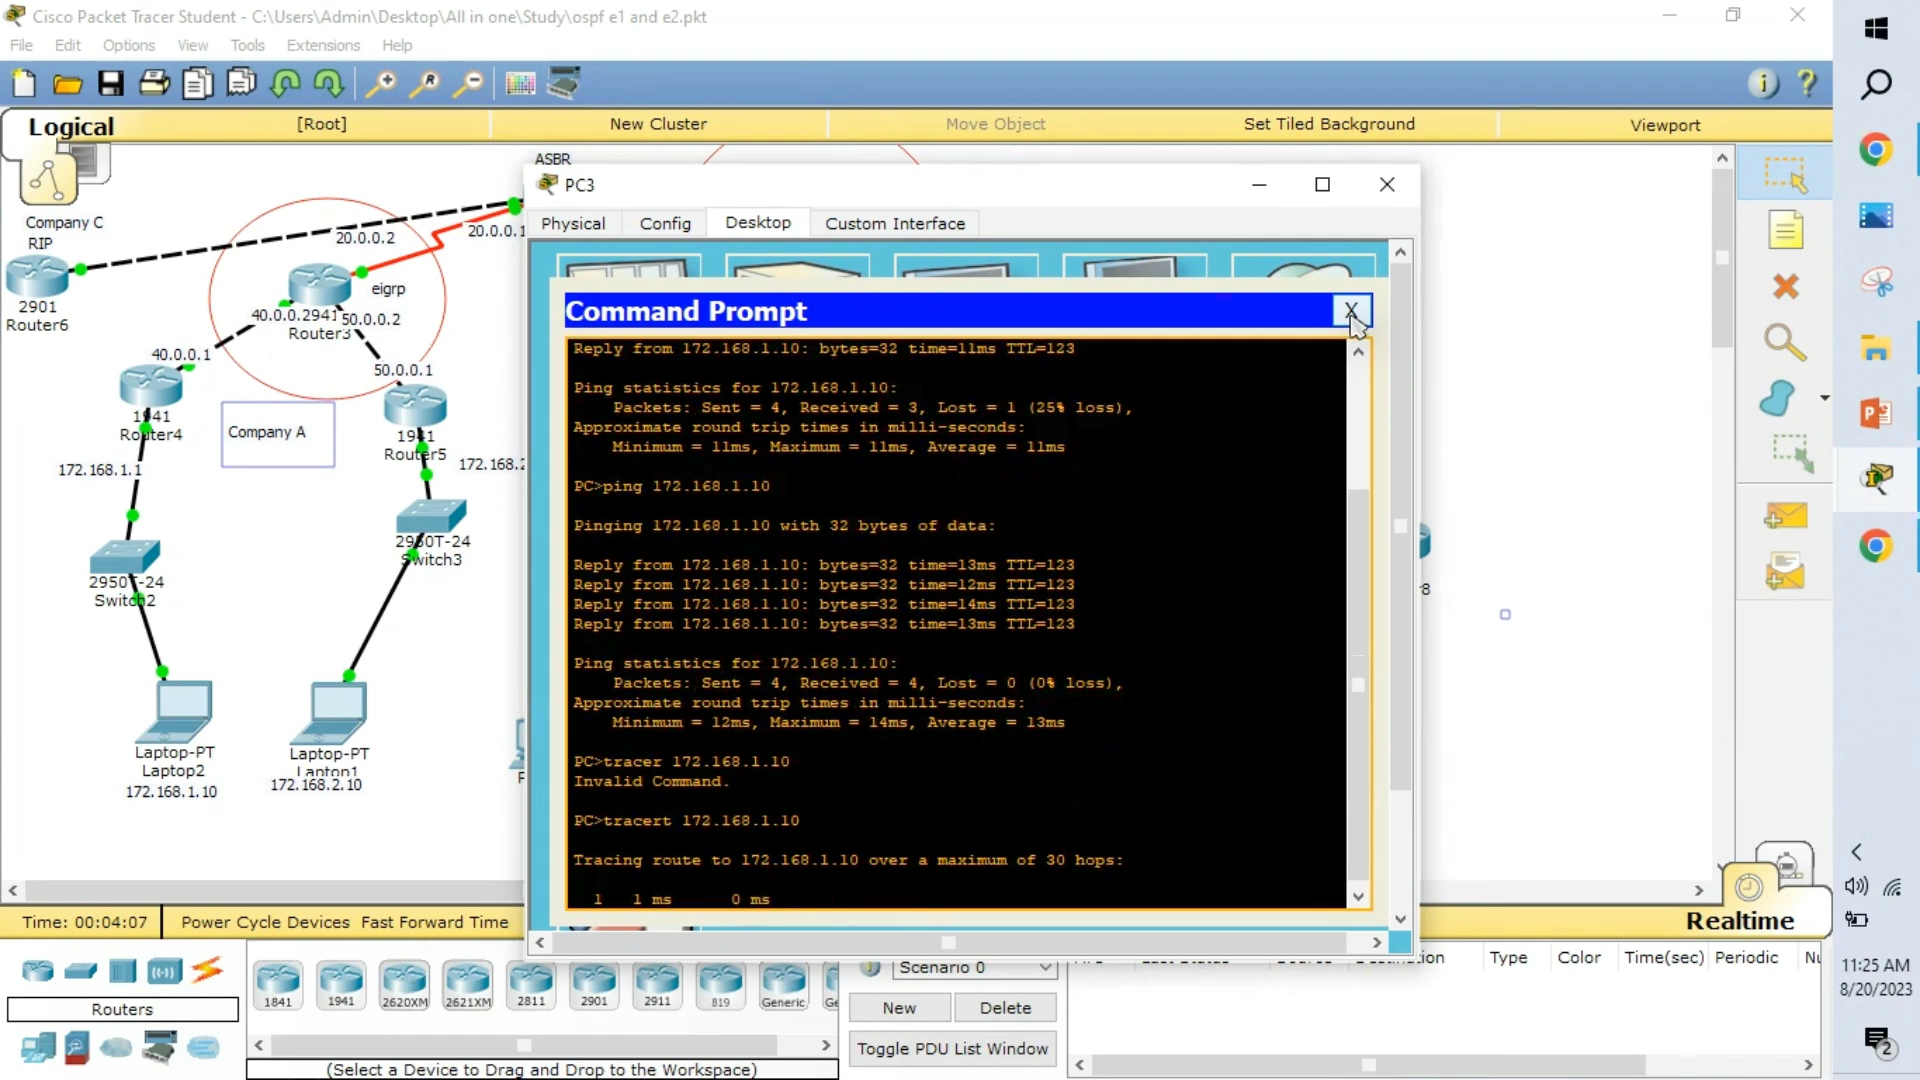 Cisco Packet Tracer Student - C:\Users\Admin\Desktop\All in one\Study\ospf e1 and e2.pkt
File Edit Options View Tools Extensions Help
Logical [Root] New Cluster Move Object Set Tiled Background Viewport
ASBR
Company C
RIP
2901
Router6
20.0.0.2
20.0.0.1
eigrp
40.0.0.2
941
50.0.0.2
Router3
40.0.0.1
50.0.0.1
1941
Router4
Company A
1941
Router5
172.168.1.1
172.168.2
2950T-24
Switch2
2950T-24
Switch3
Laptop-PT
Laptop2
172.168.1.10
Laptop-PT
Laptop1
172.168.2.10
PC3
Physical Config Desktop Custom Interface
Command Prompt X
Reply from 172.168.1.10: bytes=32 time=11ms TTL=123
Ping statistics for 172.168.1.10:
Packets: Sent = 4, Received = 3, Lost = 1 (25% loss),
Approximate round trip times in milli-seconds:
Minimum = 11ms, Maximum = 11ms, Average = 11ms
PC>ping 172.168.1.10
Pinging 172.168.1.10 with 32 bytes of data:
Reply from 172.168.1.10: bytes=32 time=13ms TTL=123
Reply from 172.168.1.10: bytes=32 time=12ms TTL=123
Reply from 172.168.1.10: bytes=32 time=14ms TTL=123
Reply from 172.168.1.10: bytes=32 time=13ms TTL=123
Ping statistics for 172.168.1.10:
Packets: Sent = 4, Received = 4, Lost = 0 (0% loss),
Approximate round trip times in milli-seconds:
Minimum = 12ms, Maximum = 14ms, Average = 13ms
PC>tracer 172.168.1.10
Invalid Command.
PC>tracert 172.168.1.10
Tracing route to 172.168.1.10 over a maximum of 30 hops:
1 1 ms 0 ms
Time: 00:04:07 Power Cycle Devices Fast Forward Time
Realtime
Routers
1841 1941 2620XM 2621XM 2811 2901 2911 819 Generic Ge
(Select a Device to Drag and Drop to the Workspace)
Scenario 0
New Delete
Toggle PDU List Window
Type Color Time(sec) Periodic
11:25 AM
8/20/2023
2